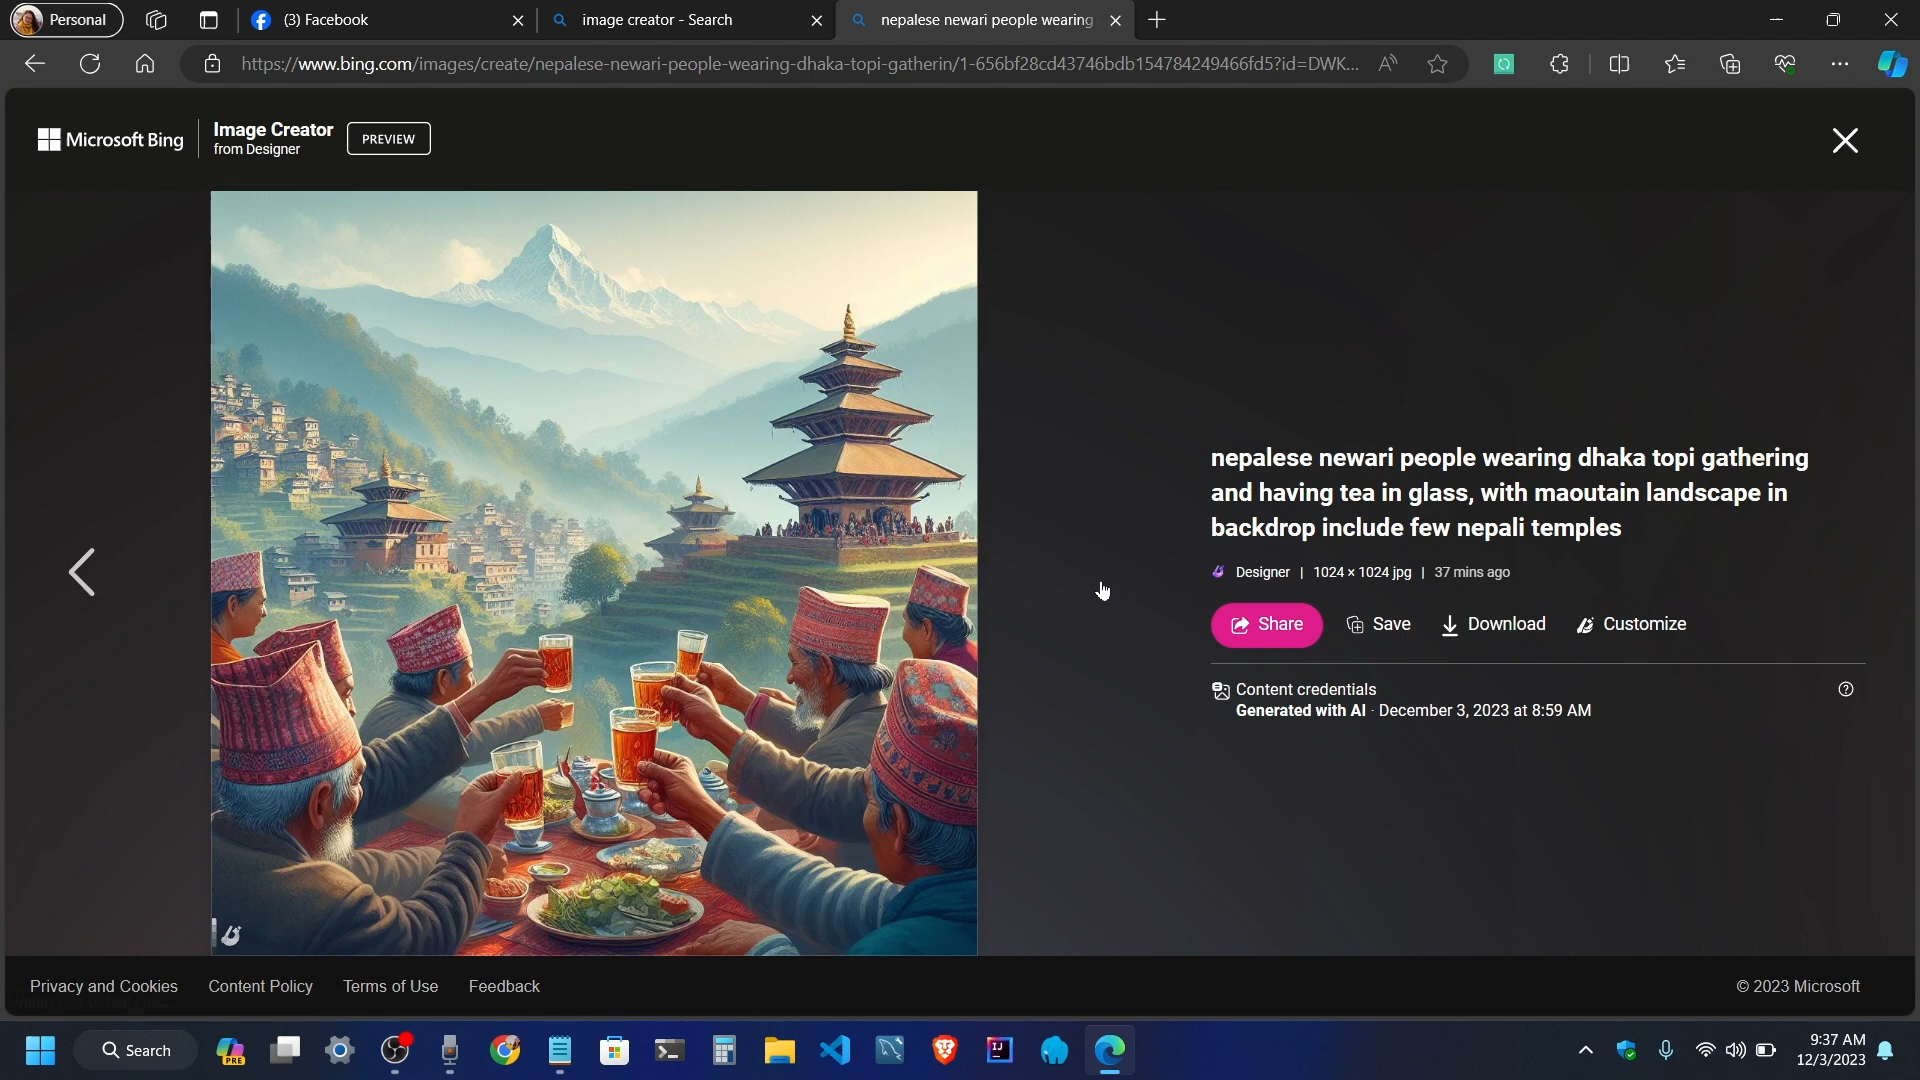 Personal
(3) Facebook
image creator - Search
nepalese newari people wearing
https://www.bing.com/images/create/nepalese-newari-people-wearing-dhaka-topi-gatherin/1-656bf28cd43746bdb154784249466fd5?id=DWK...
Microsoft Bing
Image Creator
from Designer
PREVIEW
nepalese newari people wearing dhaka topi gathering
and having tea in glass, with maoutain landscape in
backdrop include few nepali temples
Designer | 1024 × 1024 jpg | 37 mins ago
Share
Save
Download
Customize
Content credentials
Generated with AI · December 3, 2023 at 8:59 AM
Privacy and Cookies
Content Policy
Terms of Use
Feedback
© 2023 Microsoft
Search
PRE
IJ
9:37 AM
12/3/2023